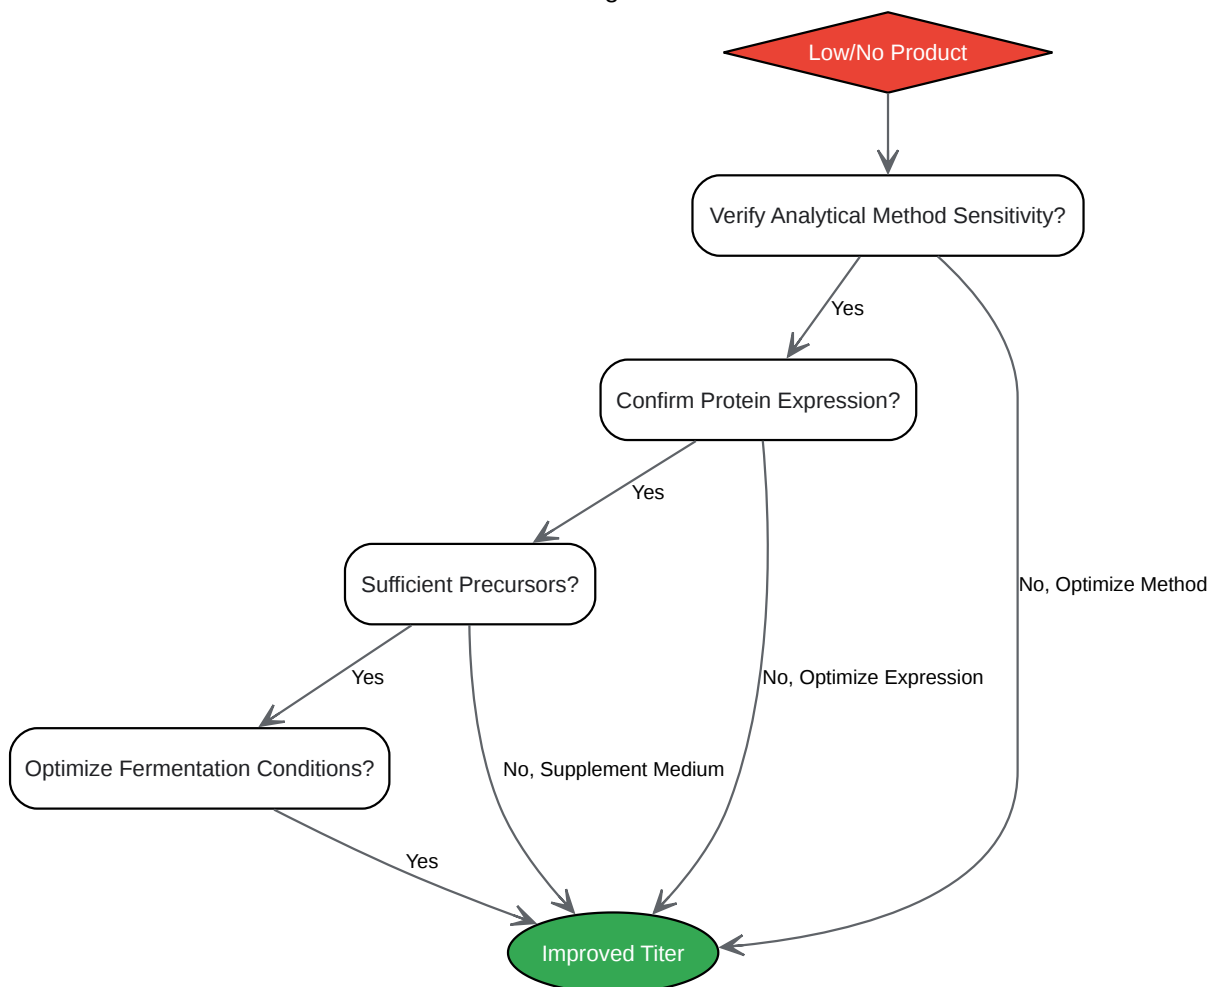 Low/No Product
Verify Analytical Method Sensitivity?
Yes
Confirm Protein Expression?
Yes
Sufficient Precursors?
No, Optimize Method
Yes
No, Optimize Expression
Optimize Fermentation Conditions?
No, Supplement Medium
Yes
Improved Titer